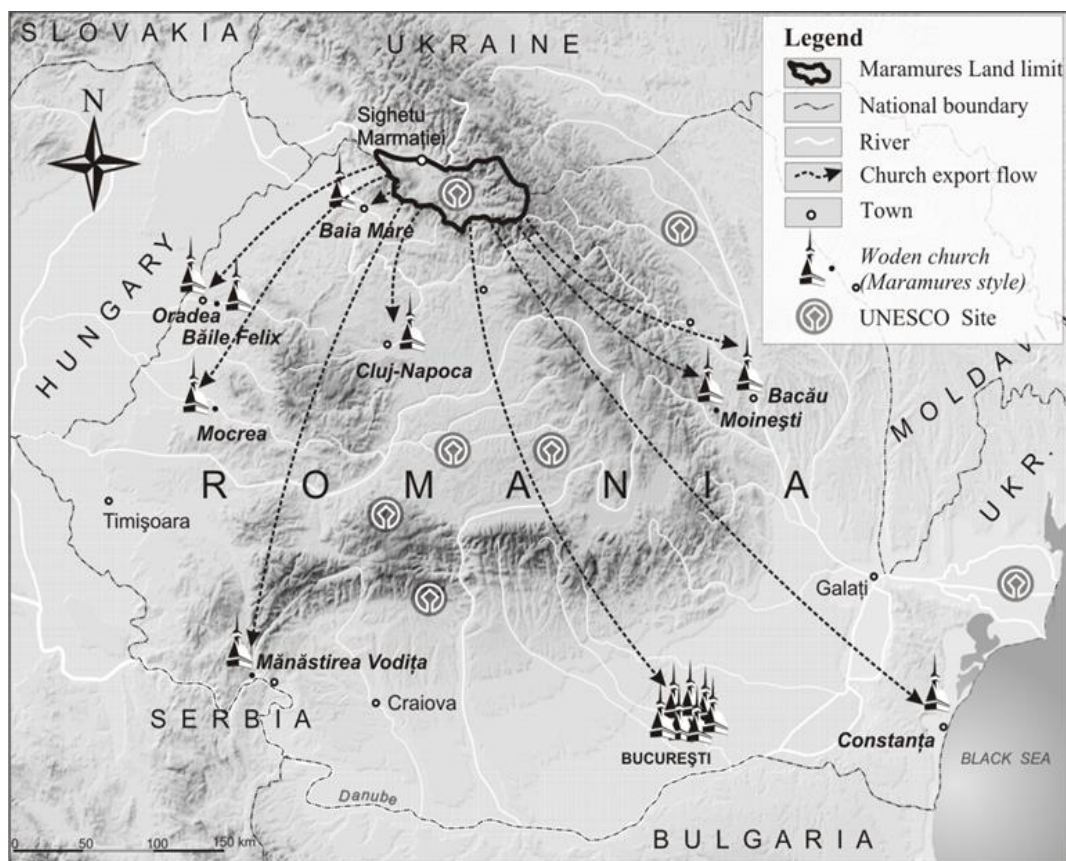 SLOVAKIA
UKRAINE
Legend
Maramures Land limit
National boundary
River
Church export flow
Town
Woden church
(Maramures style)
UNESCO Site
N
Sighetu
Marmației
Baia Mare
HUNGARY
Oradea
Băile Felix
Cluj-Napoca
Mocrea
Bacău
Moinești
MOLDAVIA
UKR.
ROMANIA
Timișoara
Galați
Mănăstirea Vodița
Craiova
SERBIA
BUCUREȘTI
Constanța
BLACK SEA
Danube
BULGARIA
0 50 100 150 km